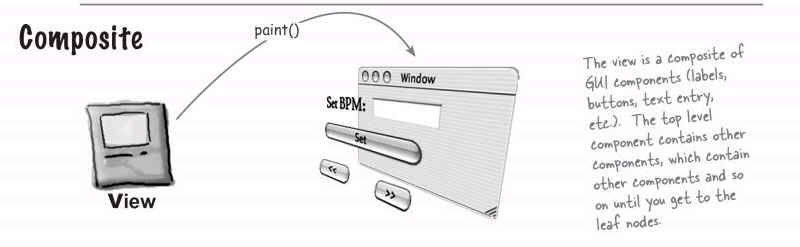 Composite
paint()
Window
Set BPM:
Set
<<
>>
View
The view is a composite of
GUI components (labels,
buttons, text entry,
etc.). The top level
component contains other
components, which contain
other components and so
on until you get to the
leaf nodes.